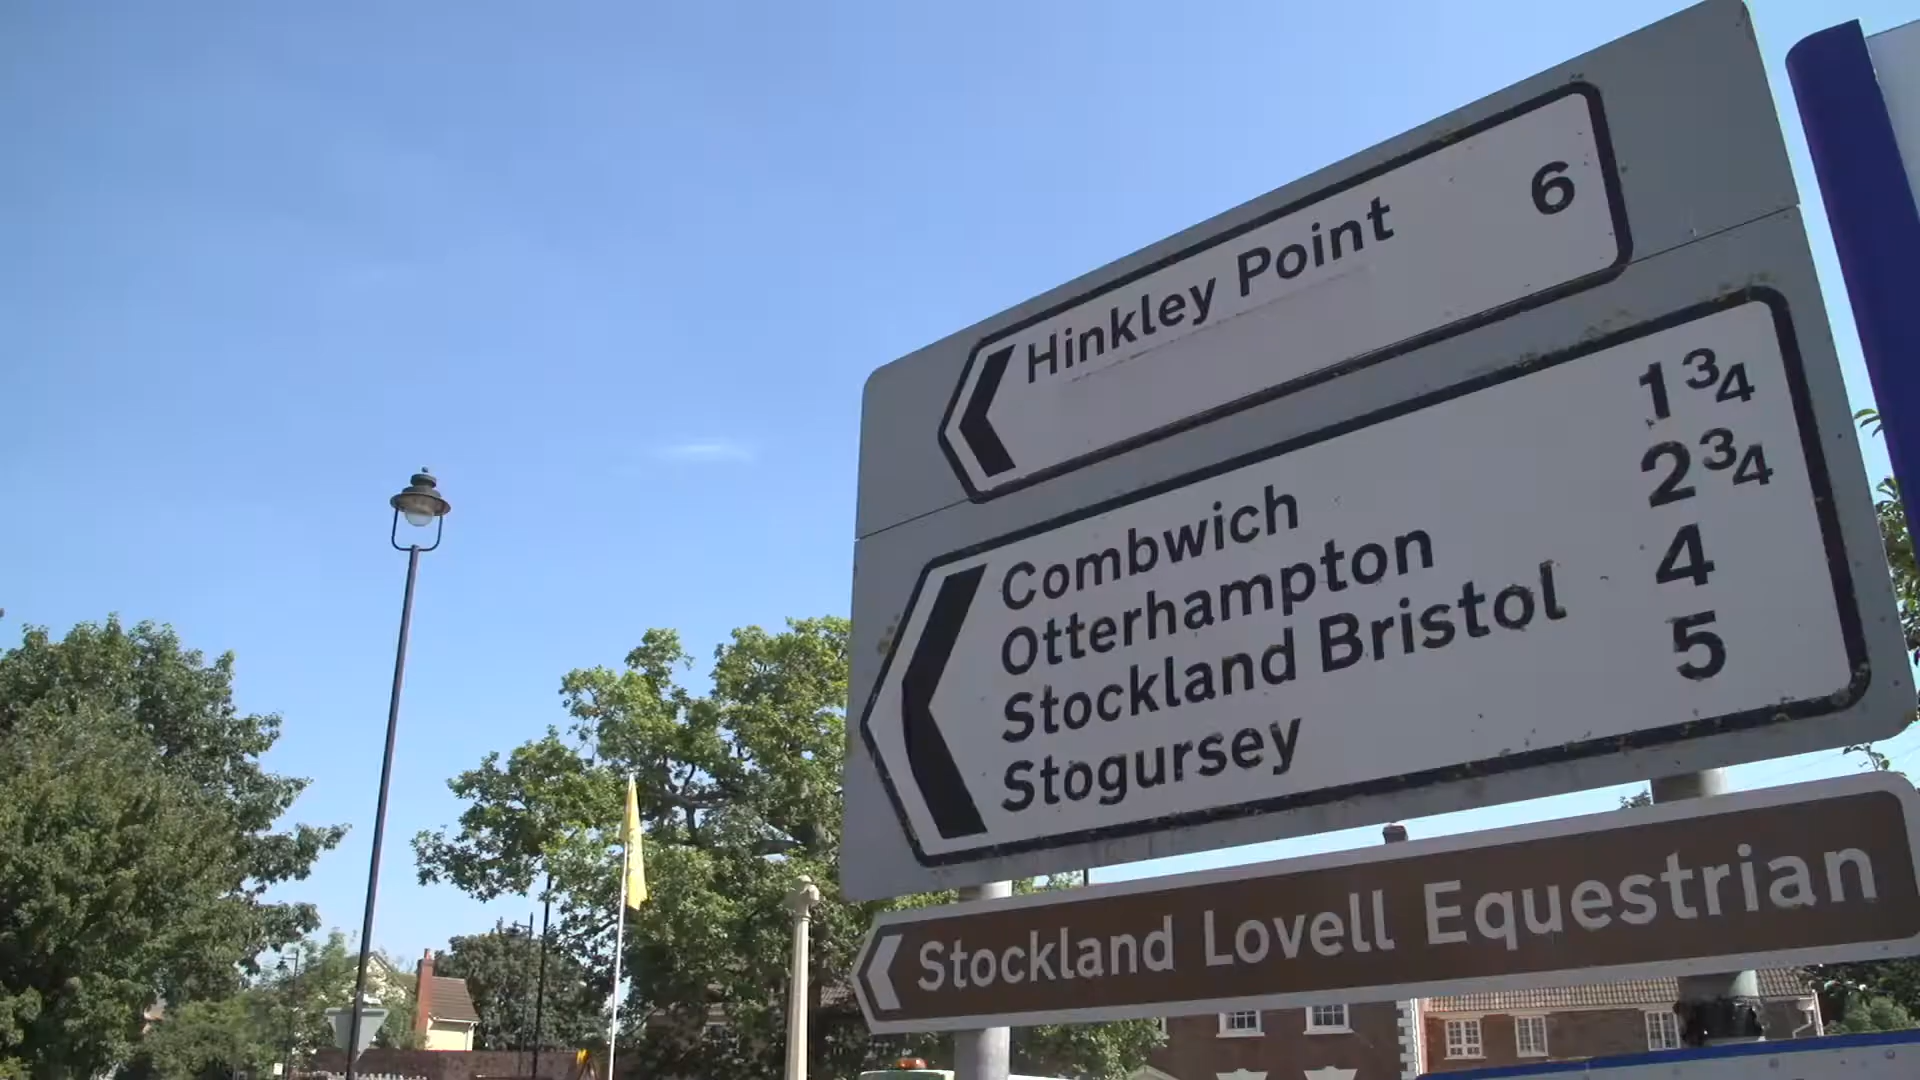 Hinkley Point 6
Combwich 1¾
Otterhampton 2¾
Stockland Bristol 4
Stogursey 5
Stockland Lovell Equestrian